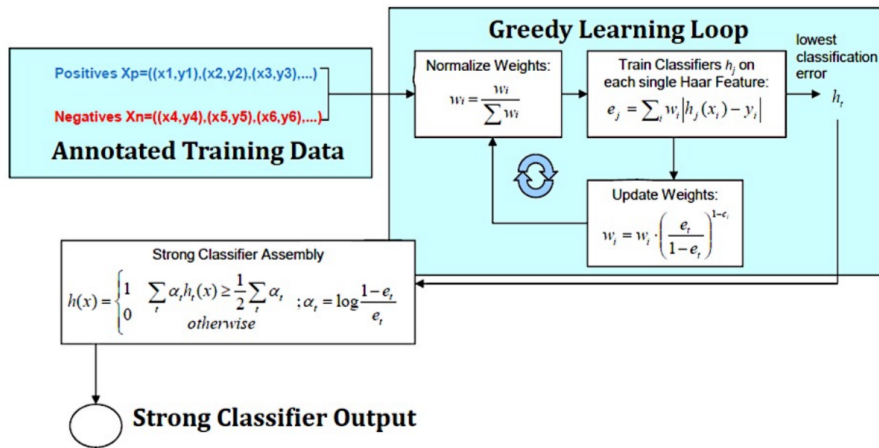 Greedy Learning Loop
Positives Xp=((x1,y1),(x2,y2),(x3,y3),...)
Negatives Xn=((x4,y4),(x5,y5),(x6,y6),...)
Annotated Training Data
Normalize Weights:
wᵢ = wᵢ / ∑ wᵢ
Train Classifiers hⱼ on
each single Haar Feature:
eⱼ = ∑ᵢ wᵢ|hⱼ(xᵢ) − yᵢ|
lowest
classification
error
hₜ
Update Weights:
wᵢ = wᵢ · (eₜ / (1−eₜ))^(1−eᵢ)
Strong Classifier Assembly
h(x) = { 1 ∑ₜ αₜhₜ(x) ≥ 1/2 ∑ₜ αₜ ; αₜ = log (1−eₜ)/eₜ
0 otherwise
Strong Classifier Output